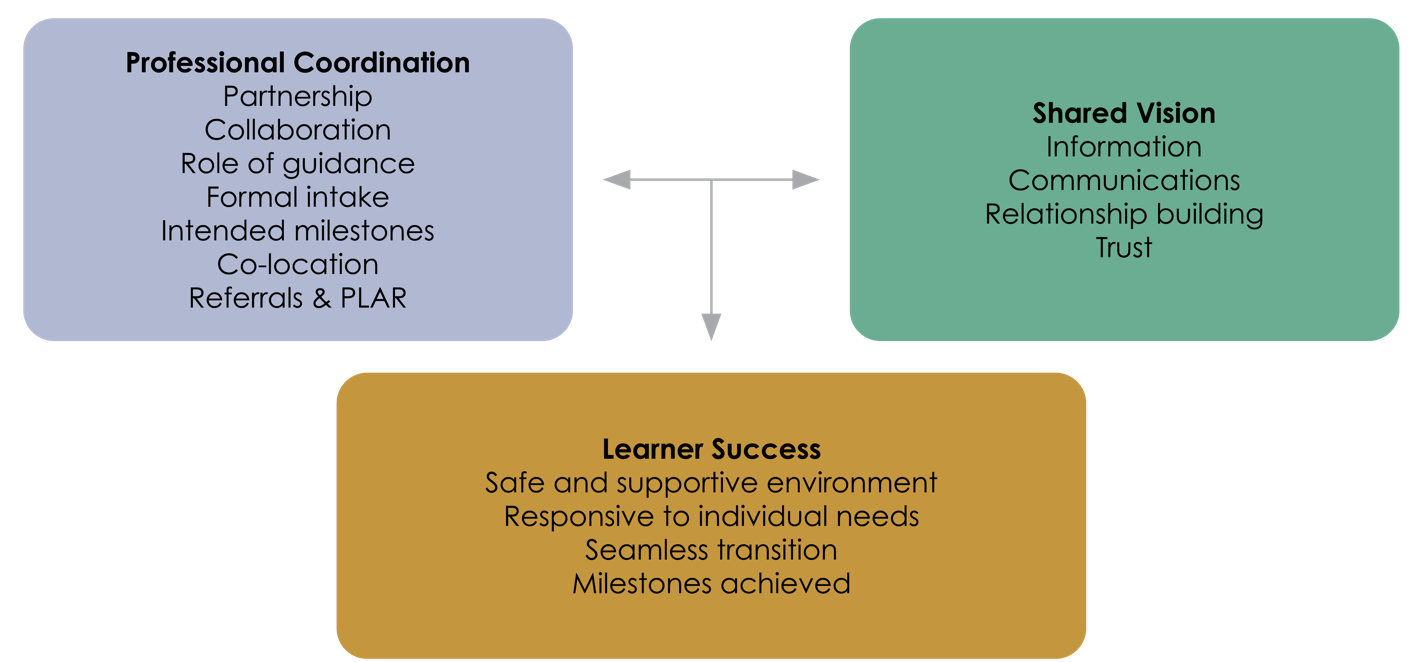 Professional Coordination
Partnership
Collaboration
Role of guidance
Formal intake
Intended milestones
Co-location
Referrals & PLAR
Shared Vision
Information
Communications
Relationship building
Trust
Learner Success
Safe and supportive environment
Responsive to individual needs
Seamless transition
Milestones achieved